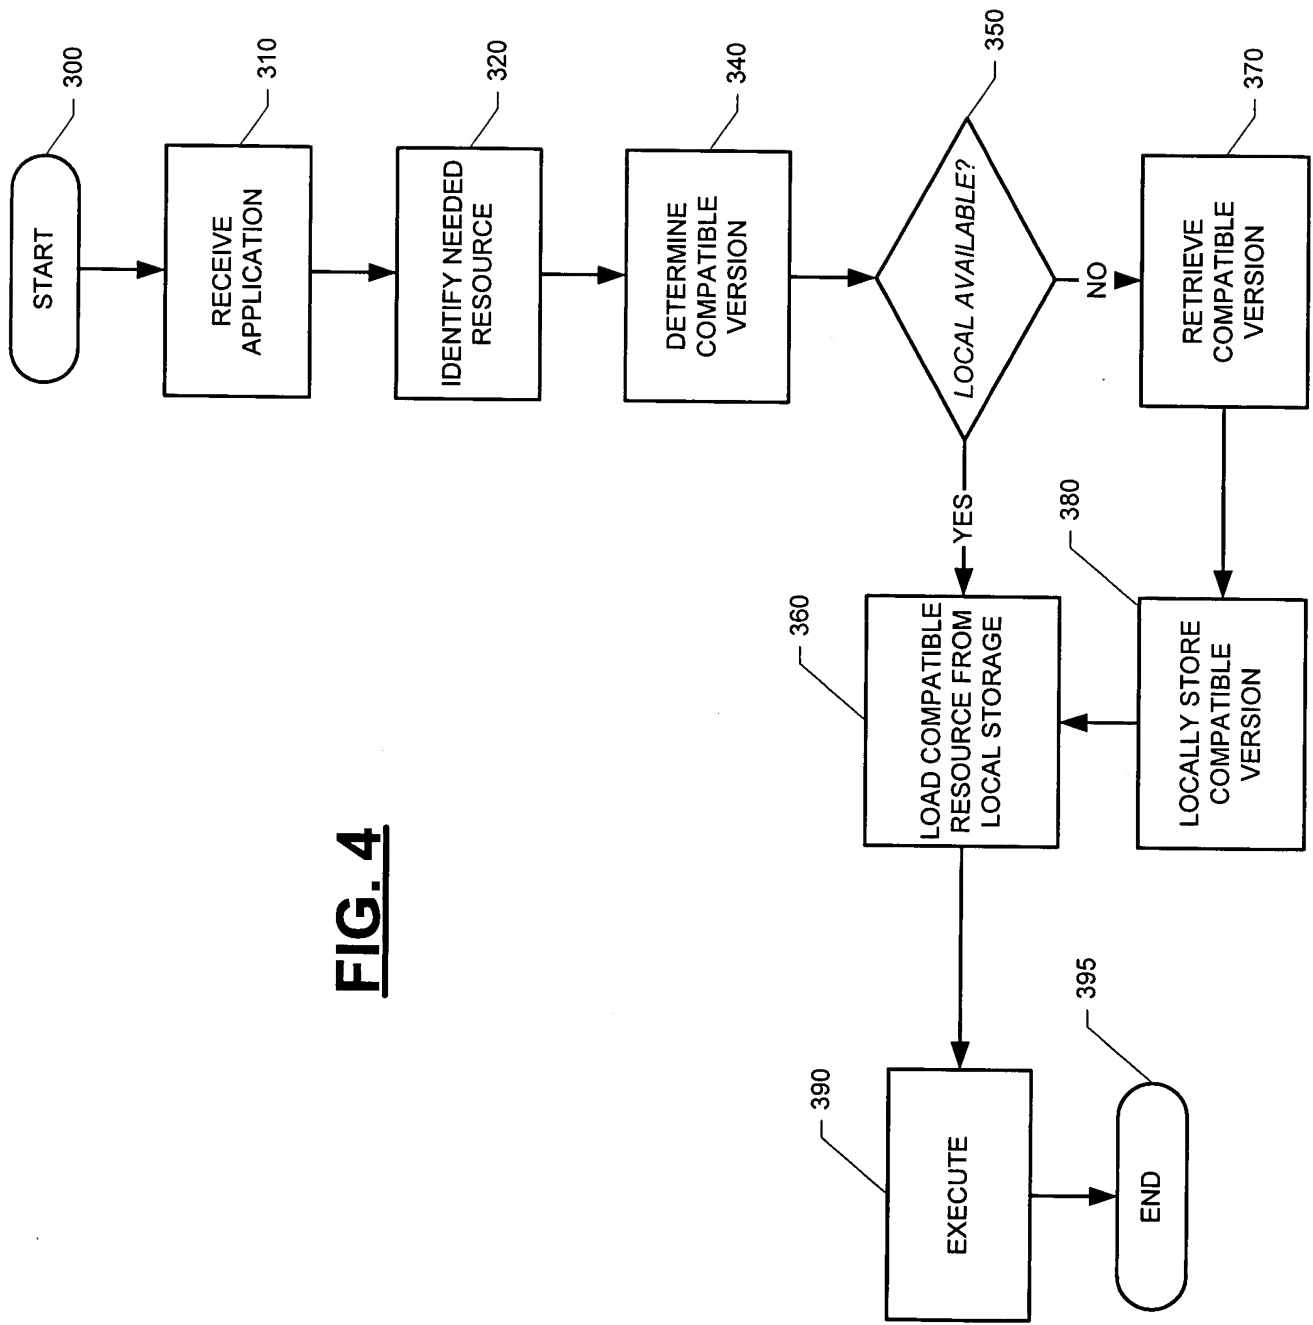 START
300
RECEIVE
APPLICATION
310
IDENTIFY NEEDED
RESOURCE
320
DETERMINE
COMPATIBLE
VERSION
340
LOCAL AVAILABLE?
350
YES
NO
RETRIEVE
COMPATIBLE
VERSION
370
LOCALLY STORE
COMPATIBLE
VERSION
380
LOAD COMPATIBLE
RESOURCE FROM
LOCAL STORAGE
360
EXECUTE
390
END
395
FIG. 4